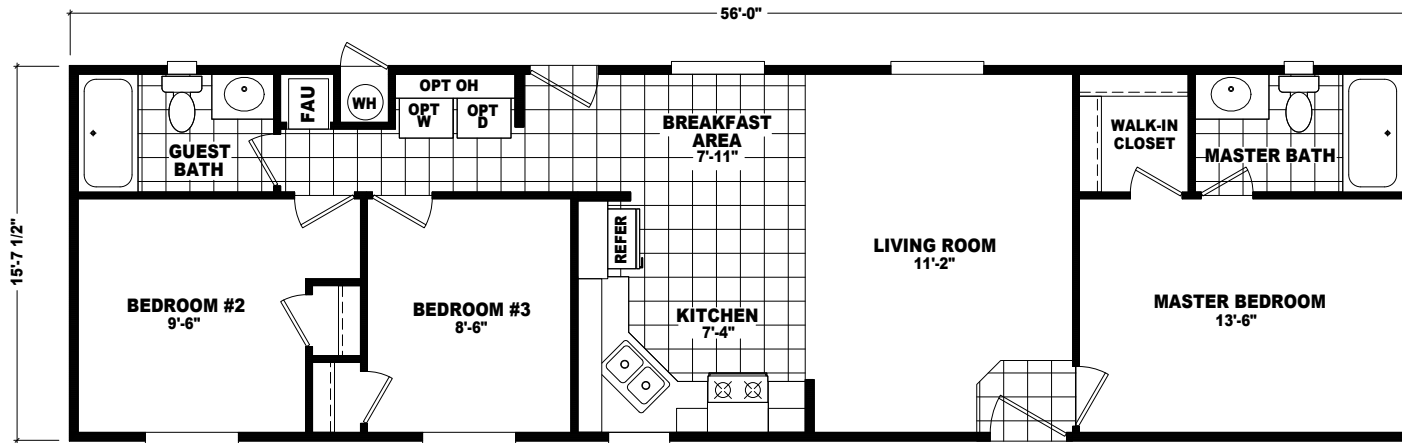 56'-0"
15'-7 1/2"
GUEST
BATH
FAU
WH
OPT OH
OPT
W
OPT
D
BREAKFAST
AREA
7'-11"
WALK-IN
CLOSET
MASTER BATH
REFER
LIVING ROOM
11'-2"
BEDROOM #2
9'-6"
BEDROOM #3
8'-6"
KITCHEN
7'-4"
MASTER BEDROOM
13'-6"